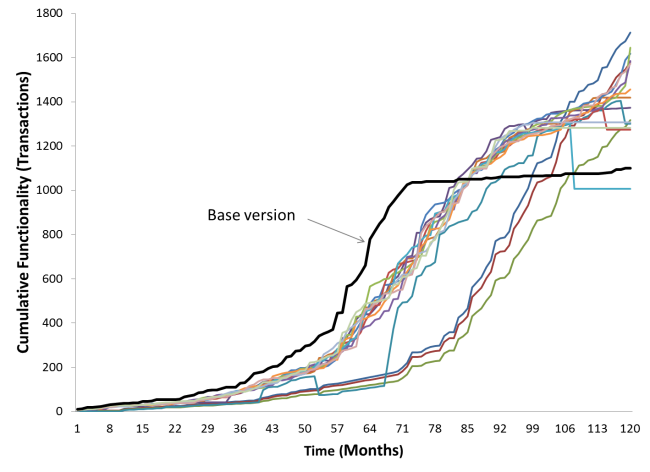 1800
1600
1400
1200
1000
800
600
400
200
0
Cumulative Functionality (Transactions)
Base version
1 8 15 22 29 36 43 50 57 64 71 78 85 92 99 106 113 120
Time (Months)